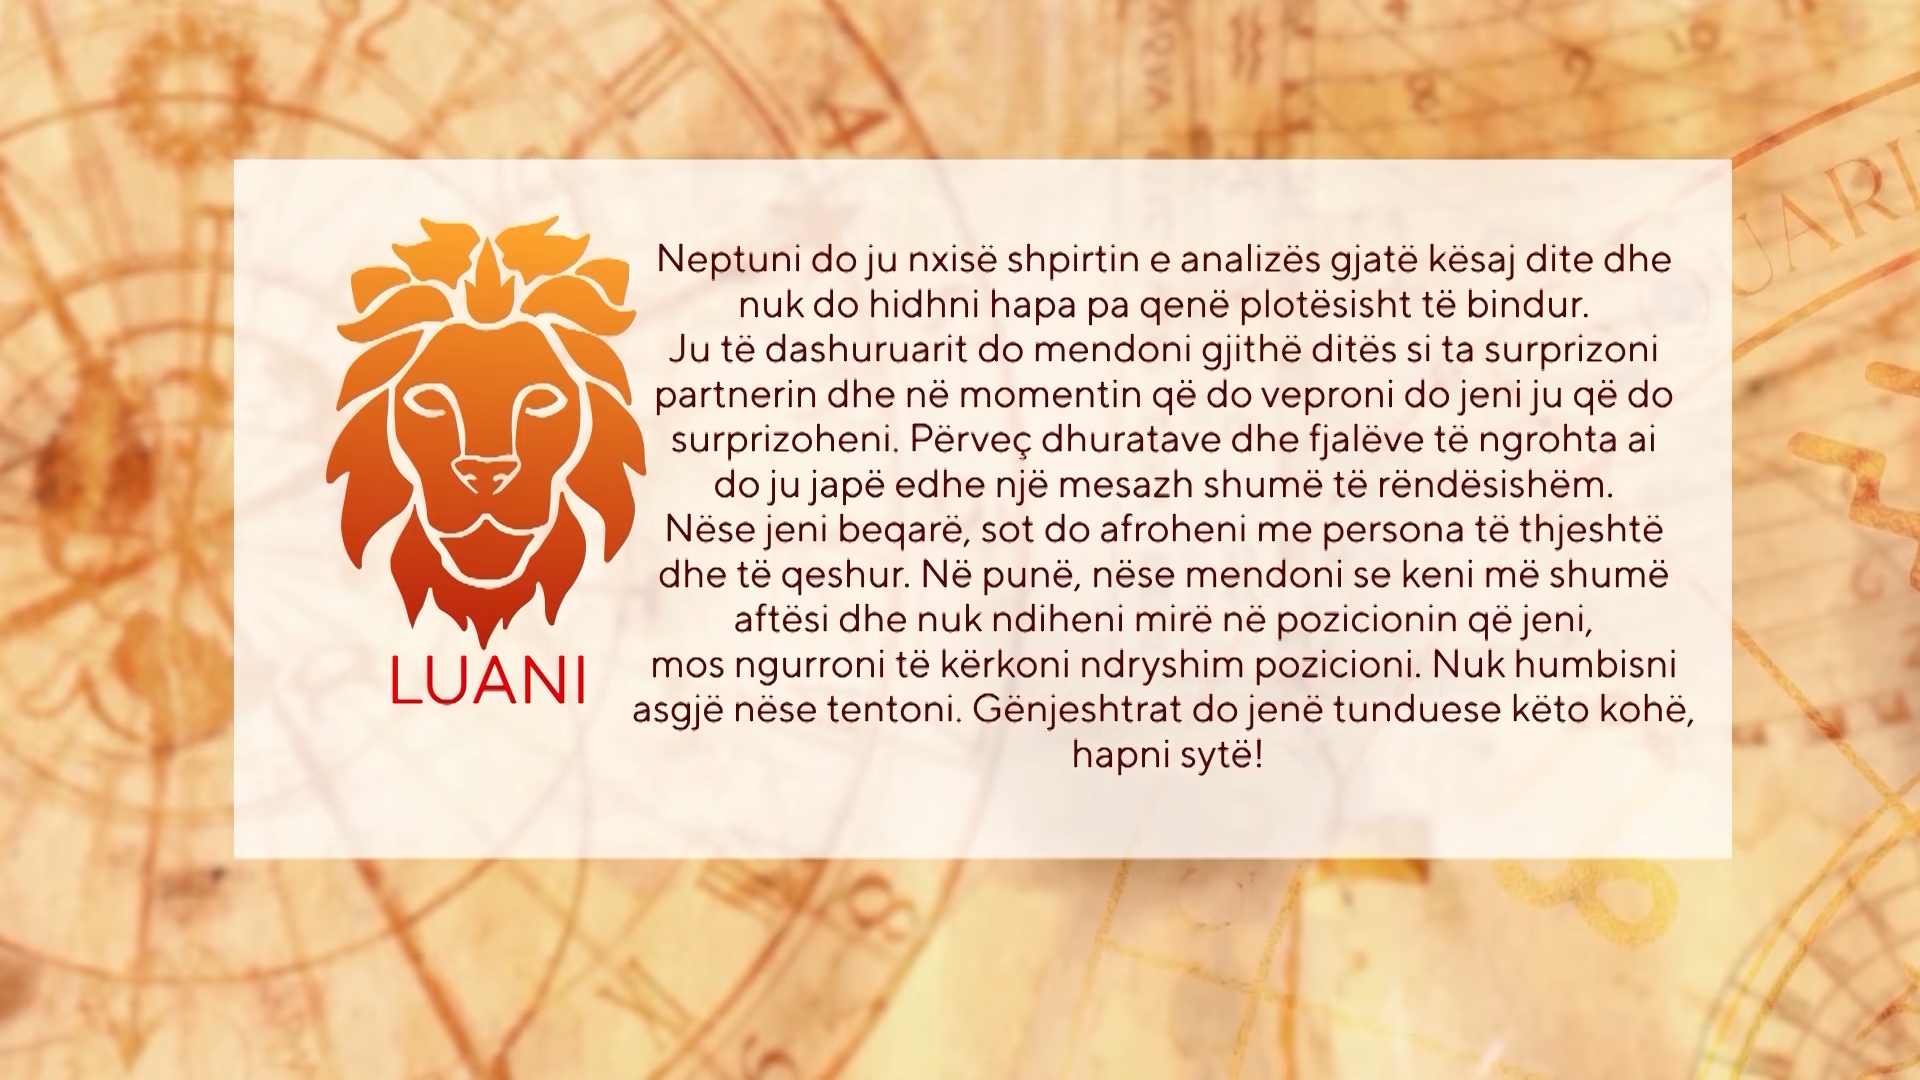 Neptuni do ju nxisë shpirtin e analizës gjatë kësaj dite dhe
nuk do hidhni hapa pa qenë plotësisht të bindur.
Ju të dashuruarit do mendoni gjithë ditës si ta surprizoni
partnerin dhe në momentin që do veproni do jeni ju që do
surprizoheni. Përveç dhuratave dhe fjalëve të ngrohta ai
do ju japë edhe një mesazh shumë të rëndësishëm.
Nëse jeni beqarë, sot do afroheni me persona të thjeshtë
dhe të qeshur. Në punë, nëse mendoni se keni më shumë
aftësi dhe nuk ndiheni mirë në pozicionin që jeni,
mos ngurroni të kërkoni ndryshim pozicioni. Nuk humbisni
asgjë nëse tentoni. Gënjeshtrat do jenë tunduese këto kohë,
hapni sytë!
LUANI